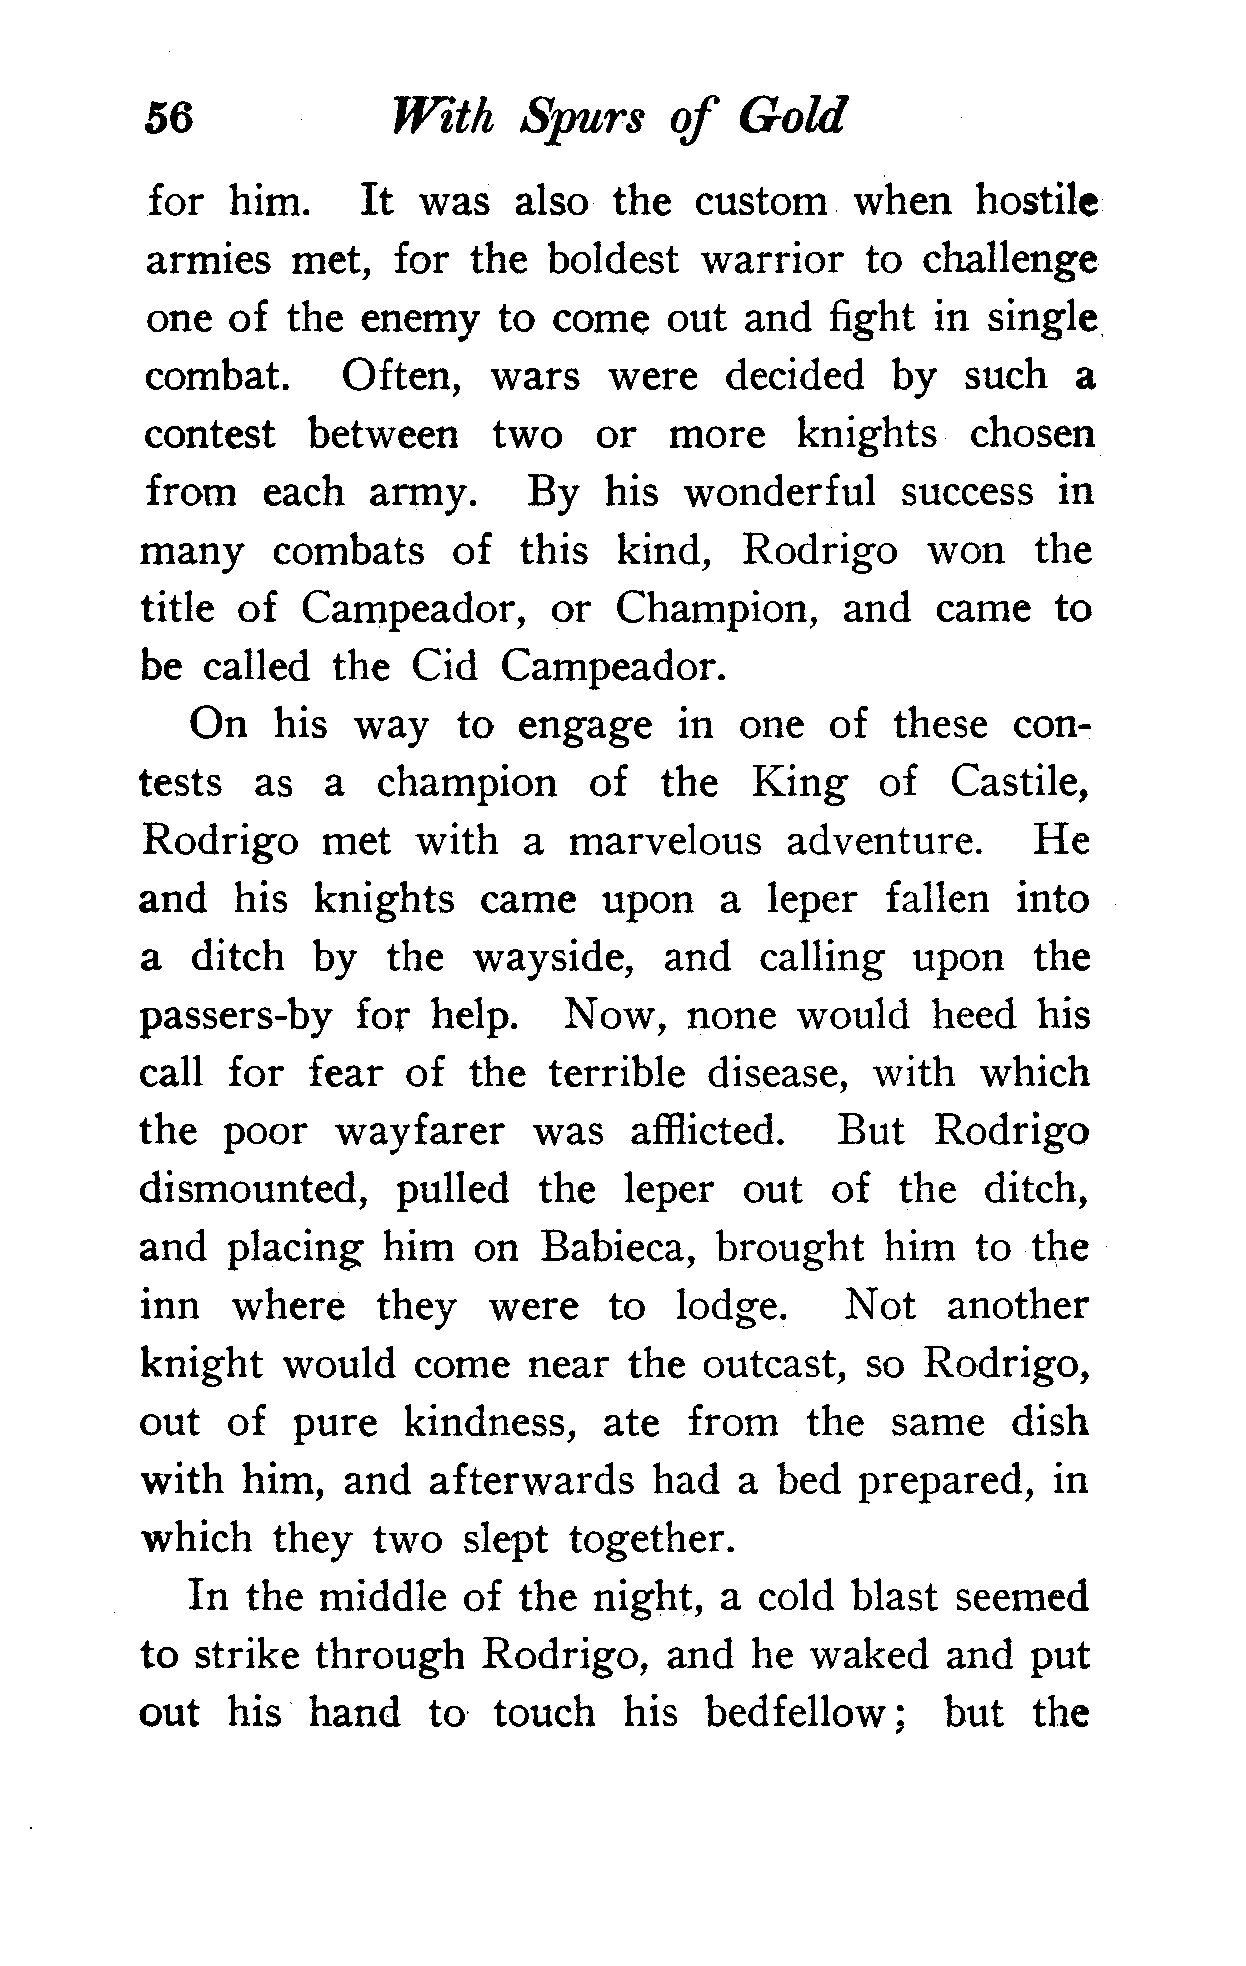 56 With Spurs of Gold
for him. It was also the custom when hostile
armies met, for the boldest warrior to challenge
one of the enemy to come out and fight in single
combat. Often, wars were decided by such a
contest between two or more knights chosen
from each army. By his wonderful success in
many combats of this kind, Rodrigo won the
title of Campeador, or Champion, and came to
be called the Cid Campeador.
On his way to engage in one of these con-
tests as a champion of the King of Castile,
Rodrigo met with a marvelous adventure. He
and his knights came upon a leper fallen into
a ditch by the wayside, and calling upon the
passers-by for help. Now, none would heed his
call for fear of the terrible disease, with which
the poor wayfarer was afflicted. But Rodrigo
dismounted, pulled the leper out of the ditch,
and placing him on Babieca, brought him to the
inn where they were to lodge. Not another
knight would come near the outcast, so Rodrigo,
out of pure kindness, ate from the same dish
with him, and afterwards had a bed prepared, in
which they two slept together.
In the middle of the night, a cold blast seemed
to strike through Rodrigo, and he waked and put
out his hand to touch his bedfellow; but the